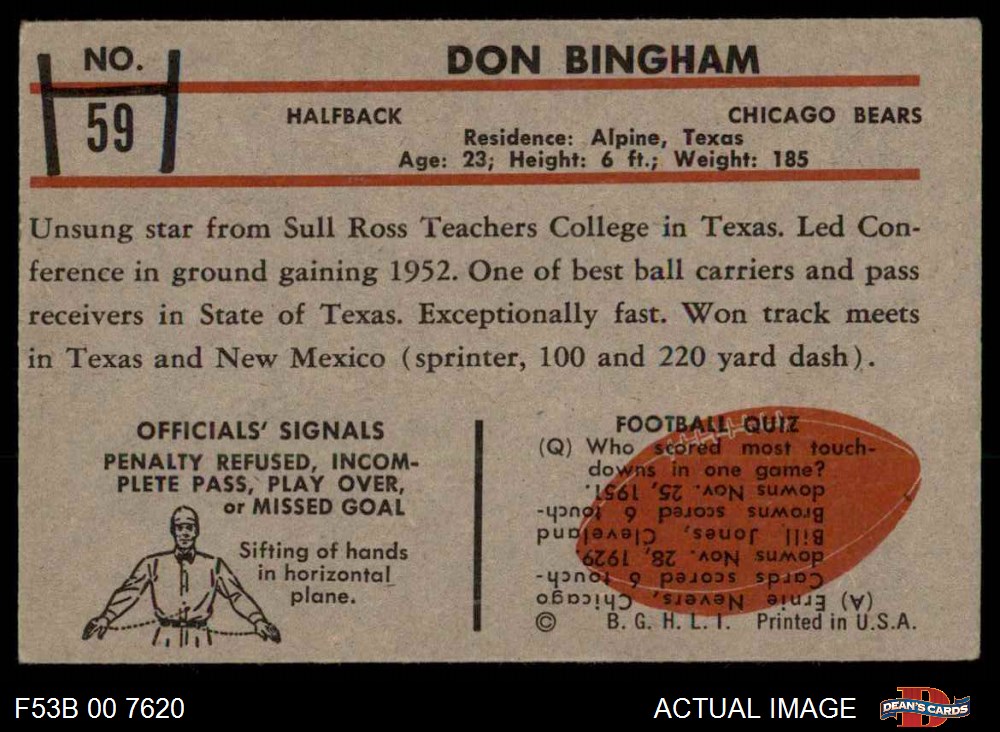 NO.
59
DON BINGHAM
HALFBACK
CHICAGO BEARS
Residence: Alpine, Texas
Age: 23; Height: 6 ft.; Weight: 185
Unsung star from Sull Ross Teachers College in Texas. Led Con-
ference in ground gaining 1952. One of best ball carriers and pass
receivers in State of Texas. Exceptionally fast. Won track meets
in Texas and New Mexico (sprinter, 100 and 220 yard dash).
OFFICIALS' SIGNALS
PENALTY REFUSED, INCOM-
PLETE PASS, PLAY OVER,
or MISSED GOAL
Sifting of hands
in horizontal
plane.
FOOTBALL QUIZ
(Q) Who scored most touch-
downs in one game?
(A) Ernie Nevers, Chicago
Cards scored 6 touch-
downs Nov. 28, 1929.
Bill Jones, Cleveland
Browns scored 6 touch-
downs Nov. 25, 1951.
© B. G. H. L. I. Printed in U.S.A.
F53B 00 7620
ACTUAL IMAGE
D
DEAN'S CARDS